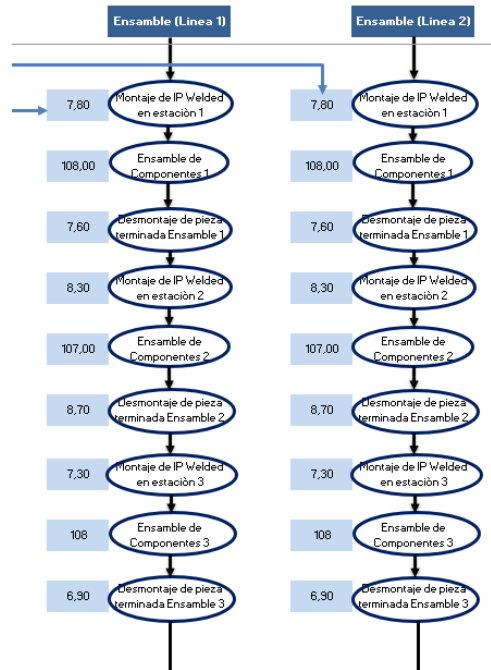 Ensamble (Linea 1)
Ensamble (Linea 2)
7,80
Montaje de IP Welded
en estaciòn 1
7,80
Montaje de IP Welded
en estaciòn 1
108,00
Ensamble de
Componentes 1
108,00
Ensamble de
Componentes 1
7,60
Desmontaje de pieza
terminada Ensamble 1
7,60
Desmontaje de pieza
terminada Ensamble 1
8,30
Montaje de IP Welded
en estaciòn 2
8,30
Montaje de IP Welded
en estaciòn 2
107,00
Ensamble de
Componentes 2
107,00
Ensamble de
Componentes 2
8,70
Desmontaje de pieza
terminada Ensamble 2
8,70
Desmontaje de pieza
terminada Ensamble 2
7,30
Montaje de IP Welded
en estaciòn 3
7,30
Montaje de IP Welded
en estaciòn 3
108
Ensamble de
Componentes 3
108
Ensamble de
Componentes 3
6,90
Desmontaje de pieza
terminada Ensamble 3
6,90
Desmontaje de pieza
terminada Ensamble 3